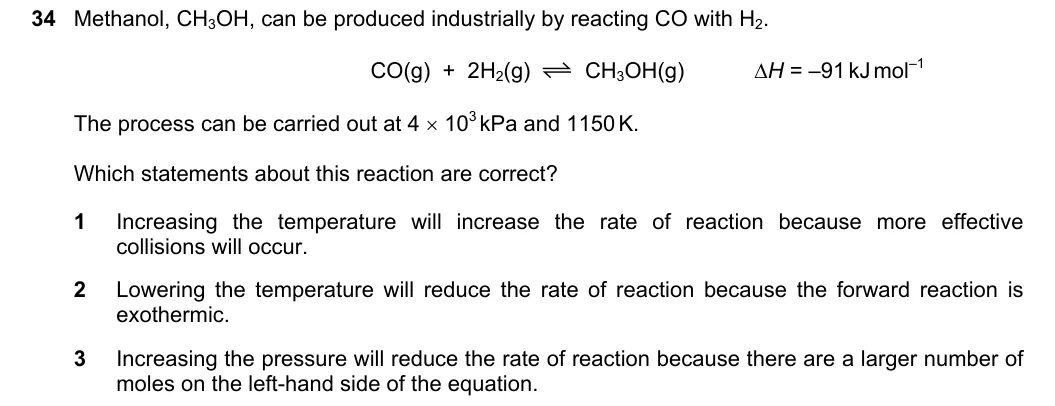 34 Methanol, CH₃OH, can be produced industrially by reacting CO with H₂.
CO(g) + 2H₂(g) ⇌ CH₃OH(g) ΔH = –91 kJ mol⁻¹
The process can be carried out at 4 × 10³ kPa and 1150 K.
Which statements about this reaction are correct?
1 Increasing the temperature will increase the rate of reaction because more effective
collisions will occur.
2 Lowering the temperature will reduce the rate of reaction because the forward reaction is
exothermic.
3 Increasing the pressure will reduce the rate of reaction because there are a larger number of
moles on the left-hand side of the equation.